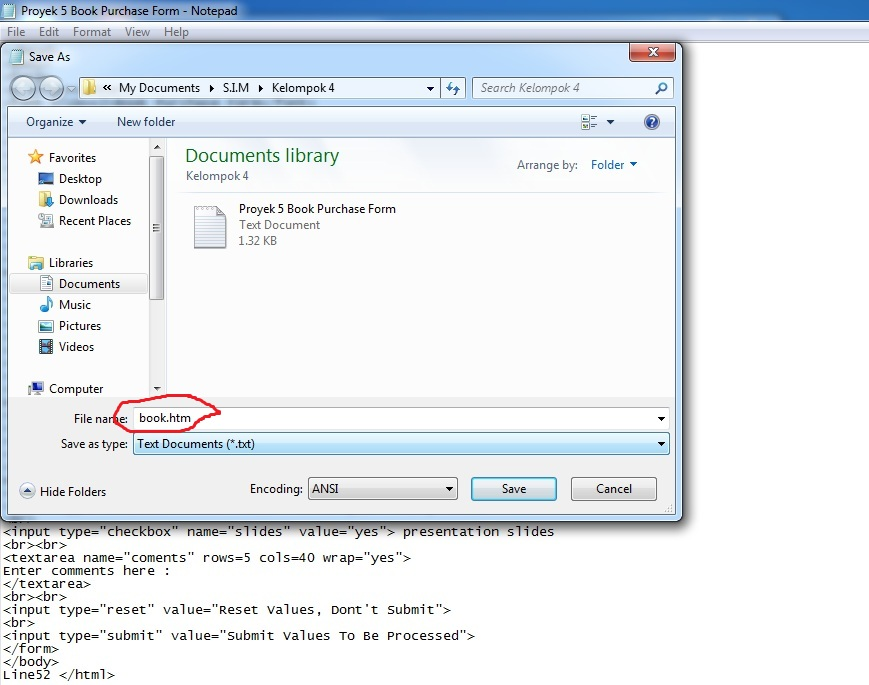 Proyek 5 Book Purchase Form - Notepad
File Edit Format View Help
Save As
« My Documents S.I.M Kelompok 4
Search Kelompok 4
Organize New folder
Favorites
Desktop
Downloads
Recent Places
Libraries
Documents
Music
Pictures
Videos
Computer
Documents library
Kelompok 4
Arrange by: Folder
Proyek 5 Book Purchase Form
Text Document
1.32 KB
File name: book.htm
Save as type: Text Documents (*.txt)
Hide Folders
Encoding: ANSI
Save
Cancel
<input type="checkbox" name="slides" value="yes"> presentation slides
<br><br>
<textarea name="coments" rows=5 cols=40 wrap="yes">
Enter comments here :
</textarea>
<br><br>
<input type="reset" value="Reset Values, Dont't Submit">
<br>
<input type="submit" value="Submit Values To Be Processed">
</form>
</body>
Line52 </html>